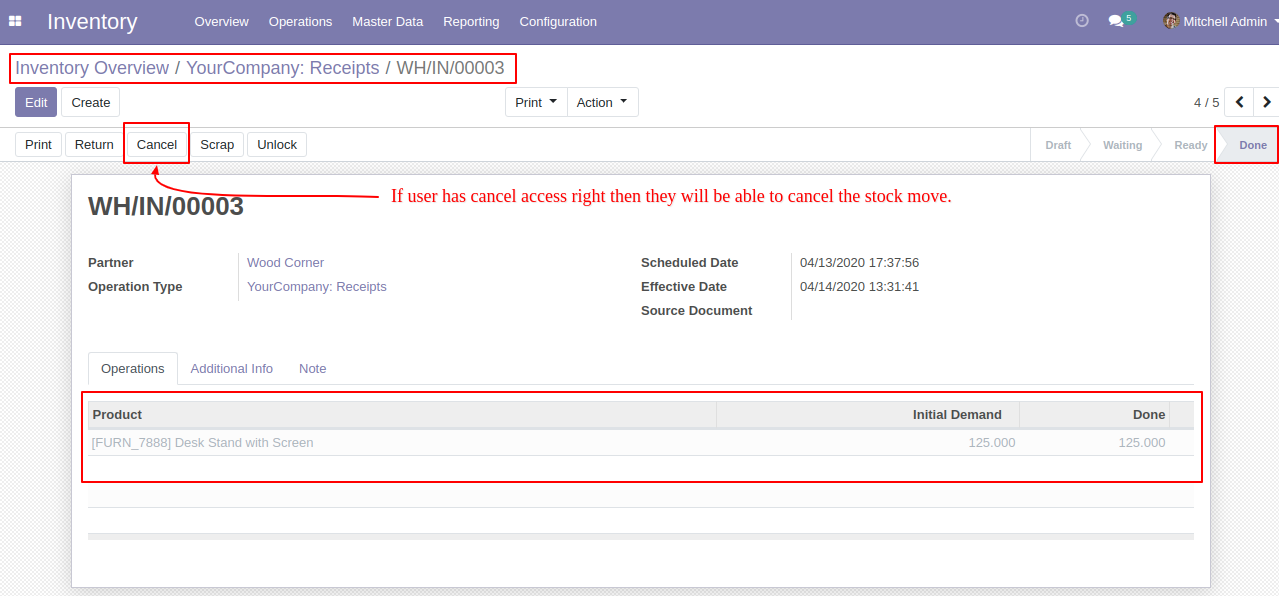 Inventory Overview Operations Master Data Reporting Configuration 5 Mitchell Admin
Inventory Overview / YourCompany: Receipts / WH/IN/00003
Edit Create Print Action 4 / 5
Print Return Cancel Scrap Unlock Draft Waiting Ready Done
If user has cancel access right then they will be able to cancel the stock move.
WH/IN/00003
Partner Wood Corner Scheduled Date 04/13/2020 17:37:56
Operation Type YourCompany: Receipts Effective Date 04/14/2020 13:31:41
Source Document
Operations Additional Info Note
Product Initial Demand Done
[FURN_7888] Desk Stand with Screen 125.000 125.000